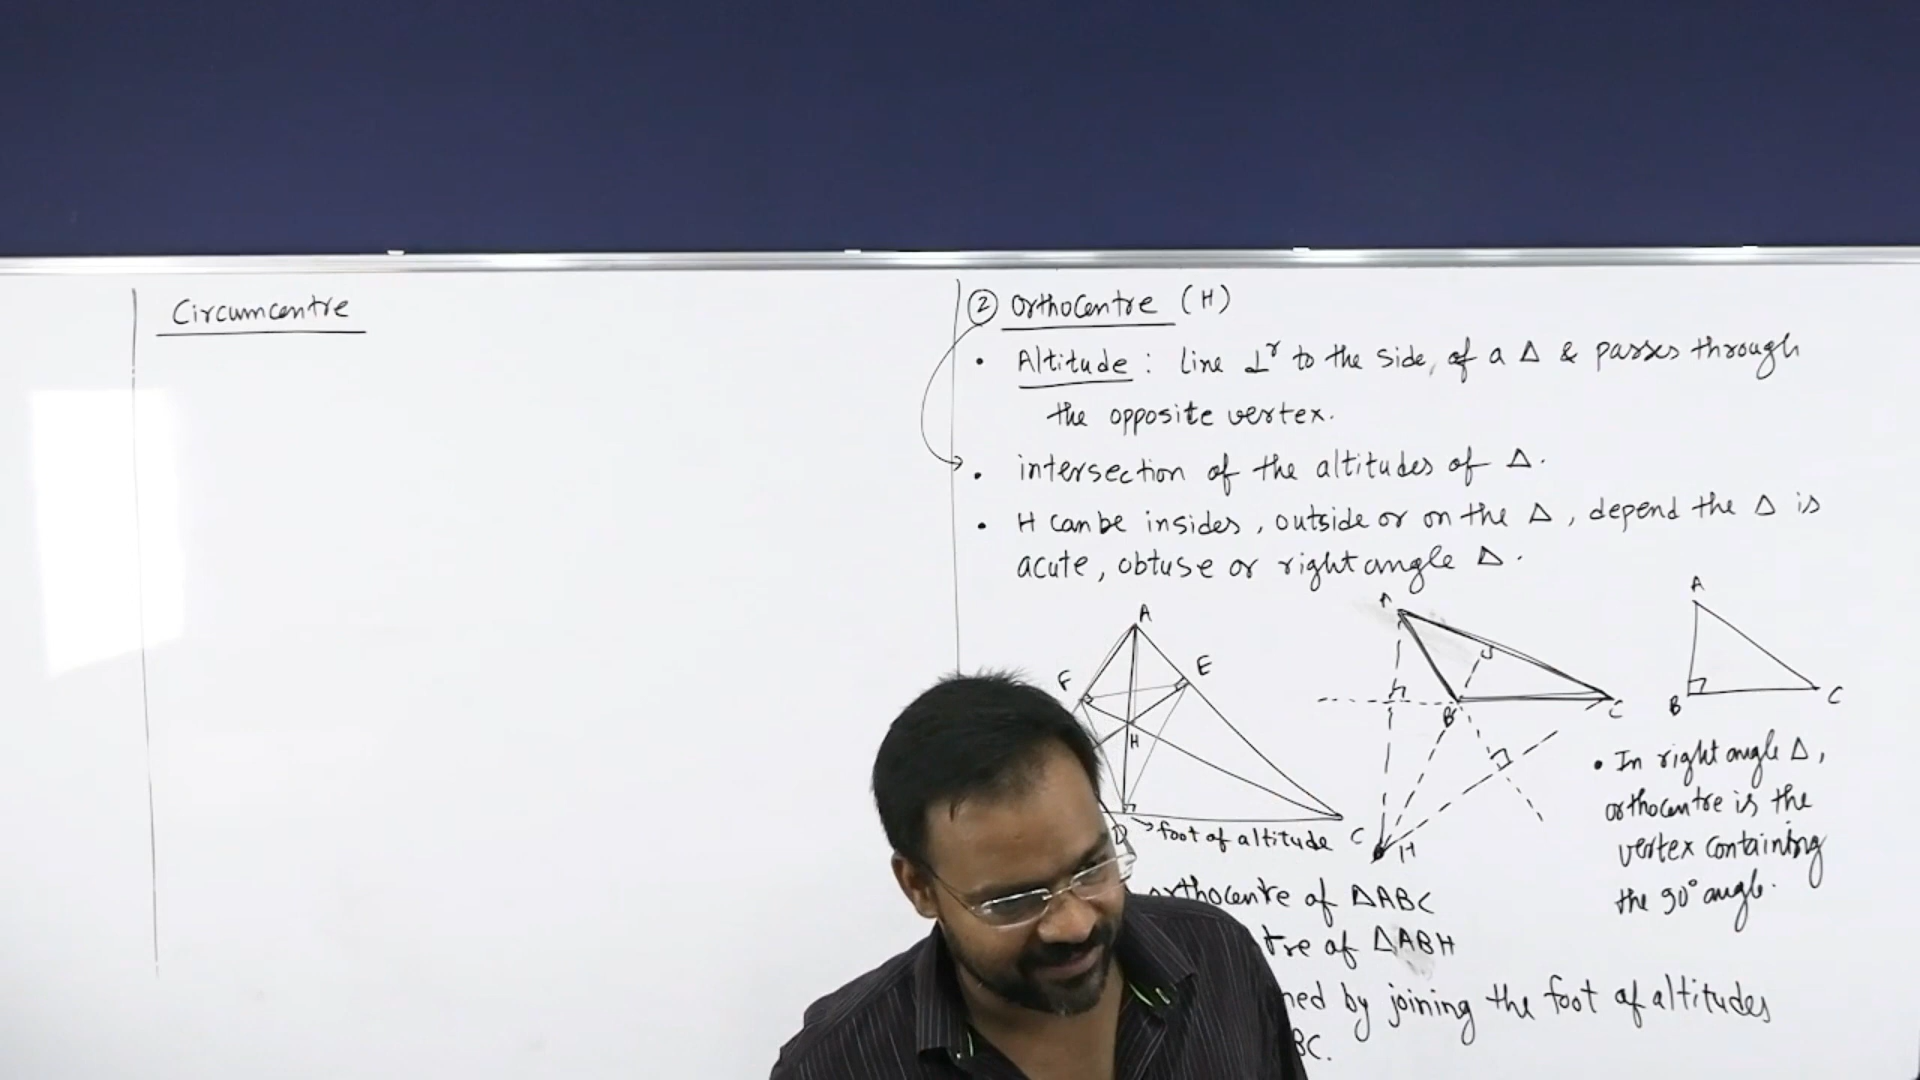 Circumcentre
② Orthocentre (H)
• Altitude : line ⊥r to the side, of a Δ & passes through
the opposite vertex.
• intersection of the altitudes of Δ.
• H can be insides, outside or on the Δ, depend the Δ is
acute, obtuse or right angle Δ.
A
F
E
H
D
→ foot of altitude
C
A
B
C
H
A
B
C
• In right angle Δ,
orthocentre is the
vertex containing
the 90° angle.
orthocentre of ΔABC
of ΔABH
by joining the foot of altitudes